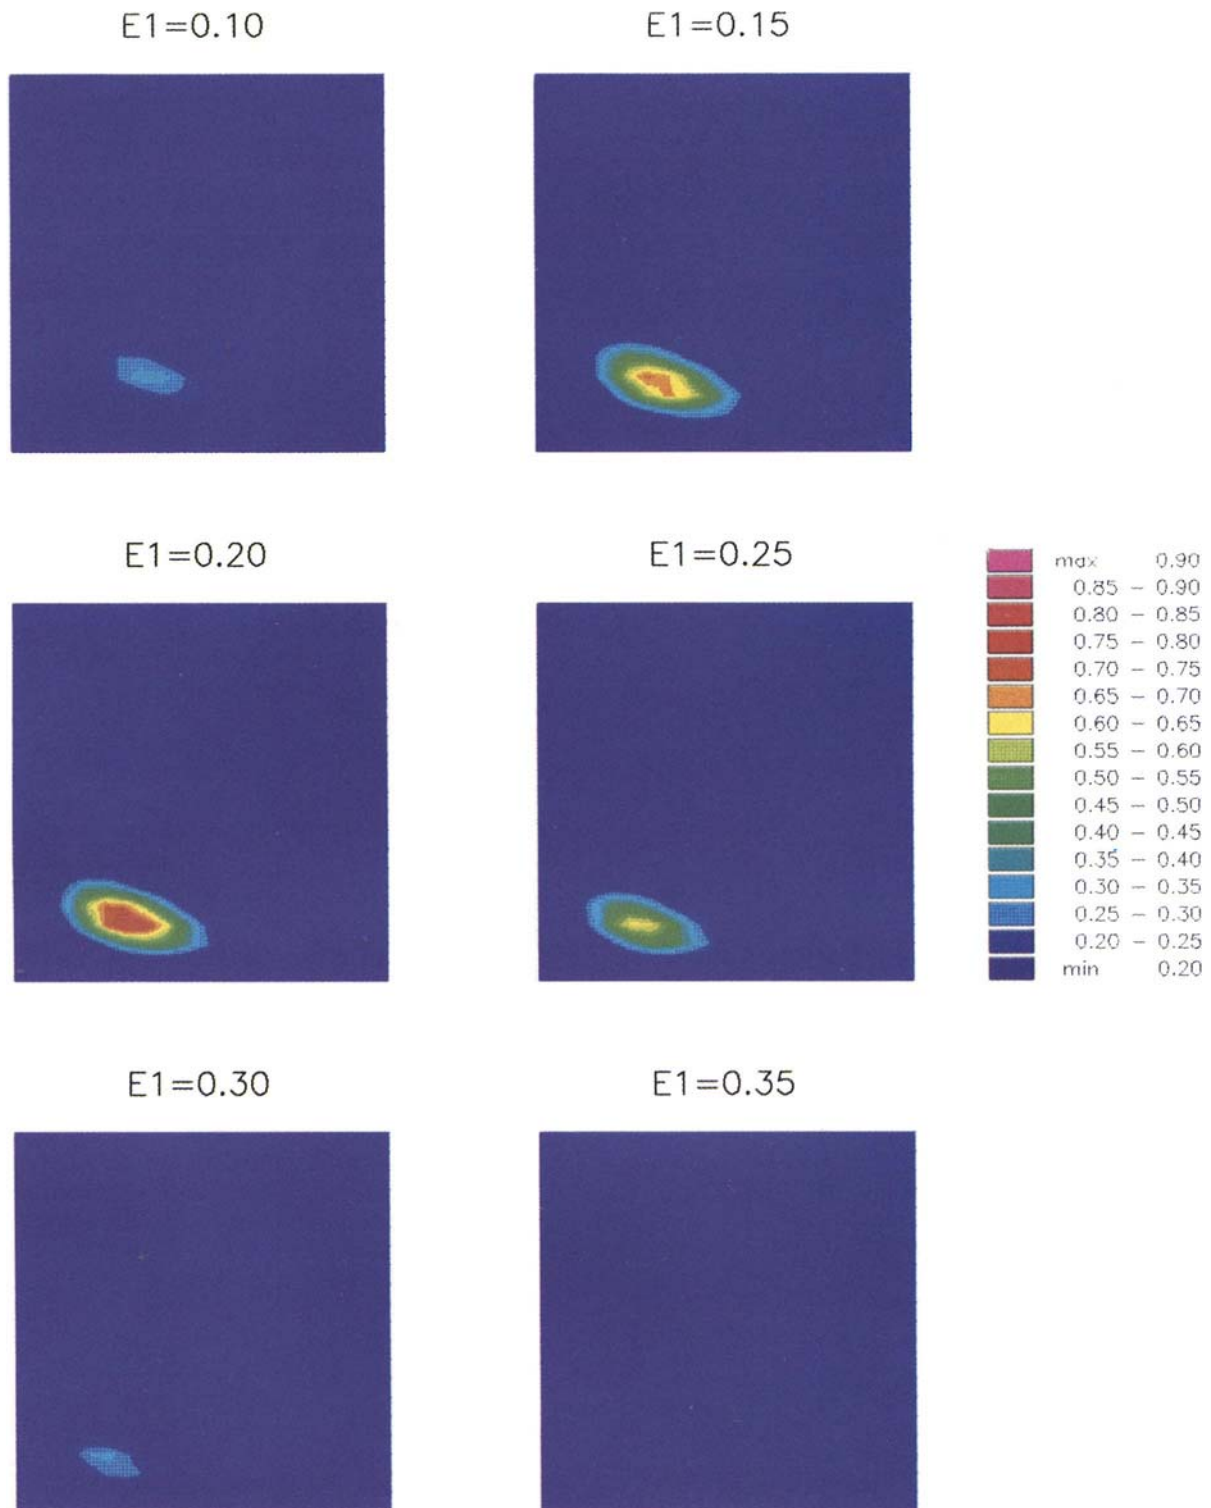 E1=0.10
E1=0.15
E1=0.20
E1=0.25
max 0.90
0.85 – 0.90
0.80 – 0.85
0.75 – 0.80
0.70 – 0.75
0.65 – 0.70
0.60 – 0.65
0.55 – 0.60
0.50 – 0.55
0.45 – 0.50
0.40 – 0.45
0.35 – 0.40
0.30 – 0.35
0.25 – 0.30
0.20 – 0.25
min 0.20
E1=0.30
E1=0.35